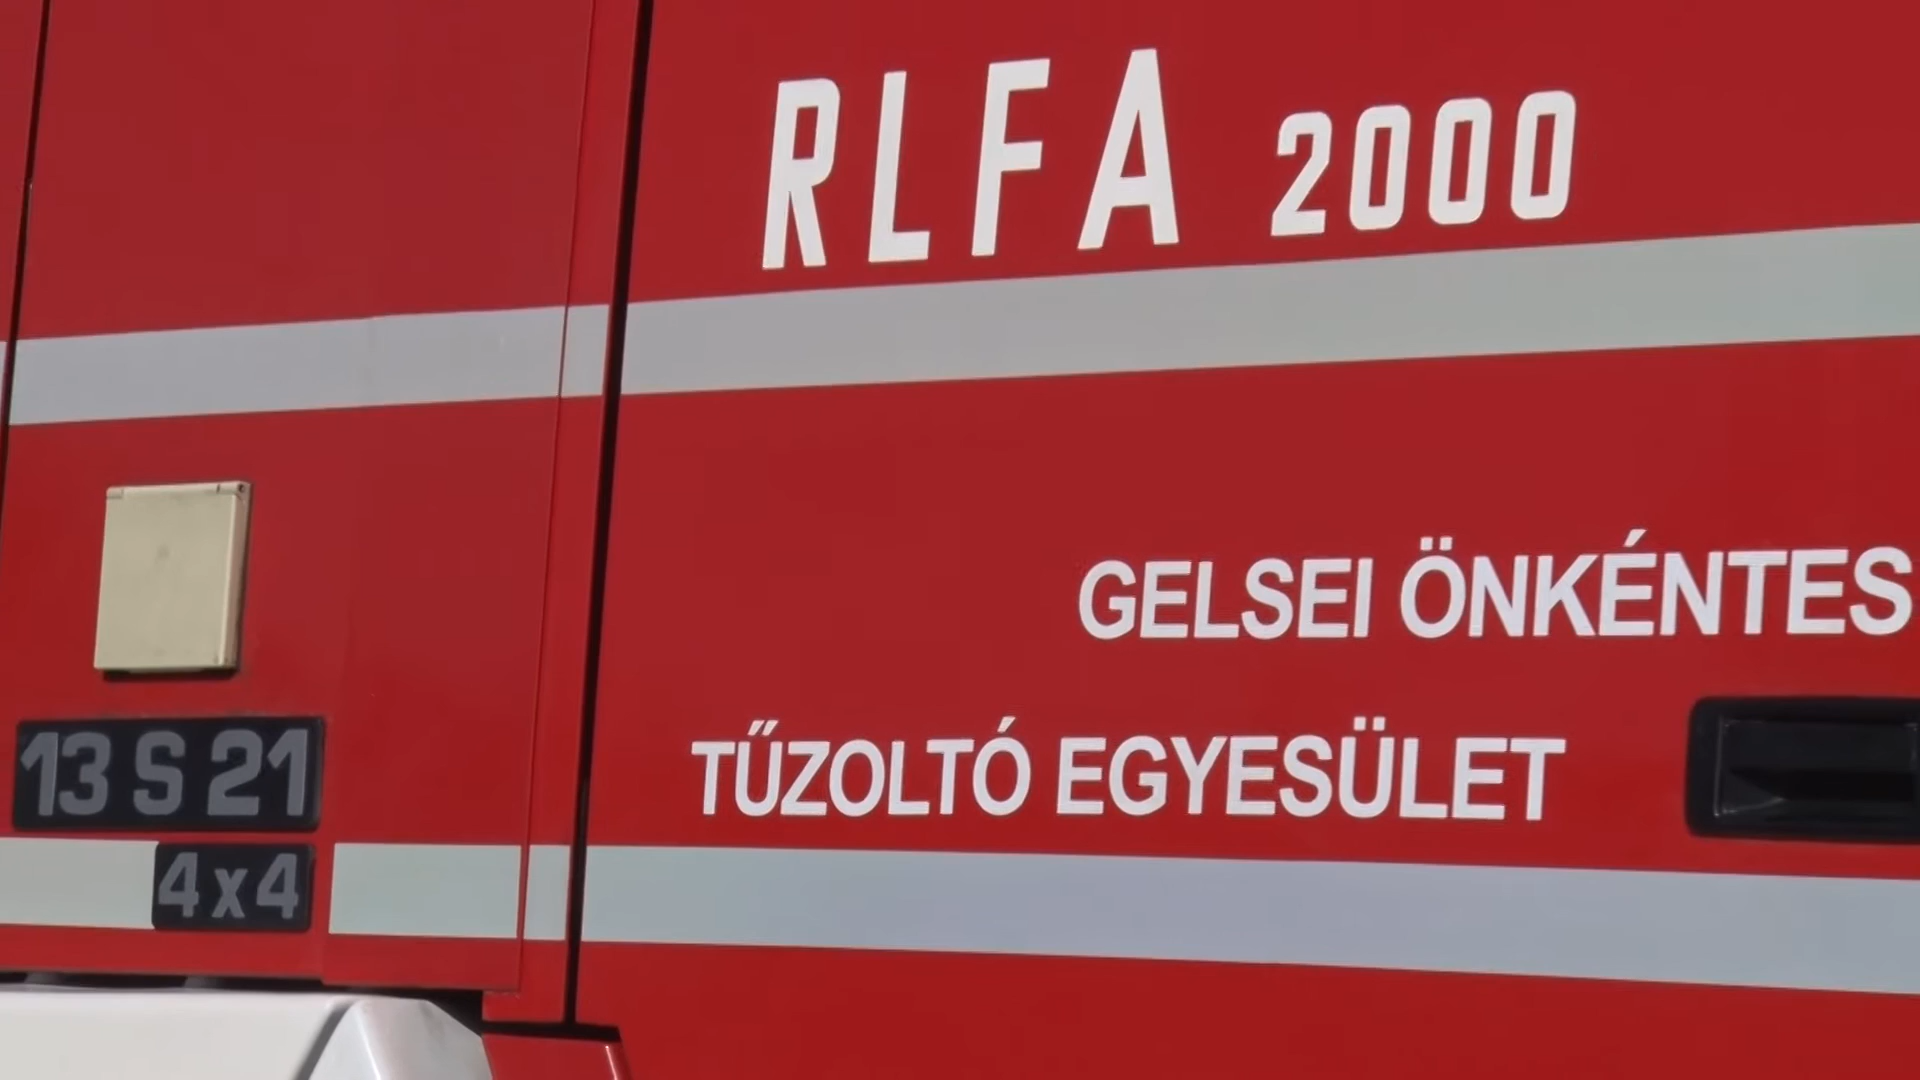 RLFA 2000
GELSEI ÖNKÉNTES
TŰZOLTÓ EGYESÜLET
13 S 21
4x4